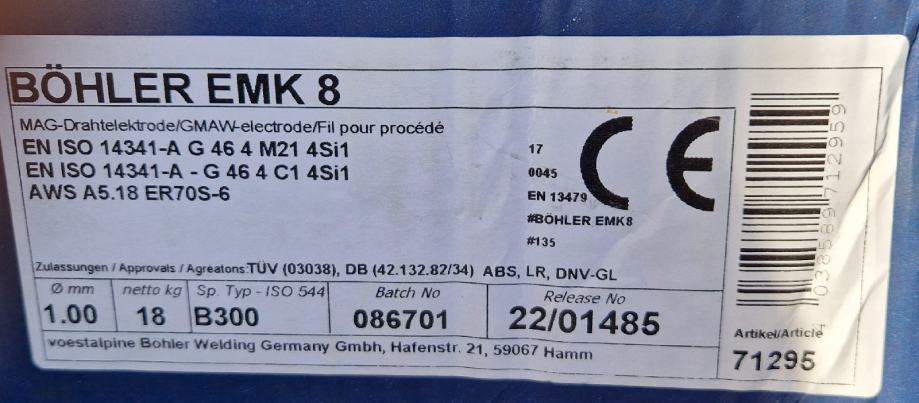 BÖHLER EMK 8
MAG-Drahtelektrode/GMAW-electrode/Fil pour procédé
EN ISO 14341-A G 46 4 M21 4Si1
EN ISO 14341-A - G 46 4 C1 4Si1
AWS A5.18 ER70S-6
CE
17
0045
EN 13479
#BÖHLER EMK8
#135
Zulassungen / Approvals / Agréatons:TÜV (03038), DB (42.132.82/34) ABS, LR, DNV-GL
Ø mm netto kg Sp. Typ - ISO 544 Batch No Release No
1.00 18 B300 086701 22/01485
voestalpine Böhler Welding Germany Gmbh, Hafenstr. 21, 59067 Hamm
Artikel/Article
71295